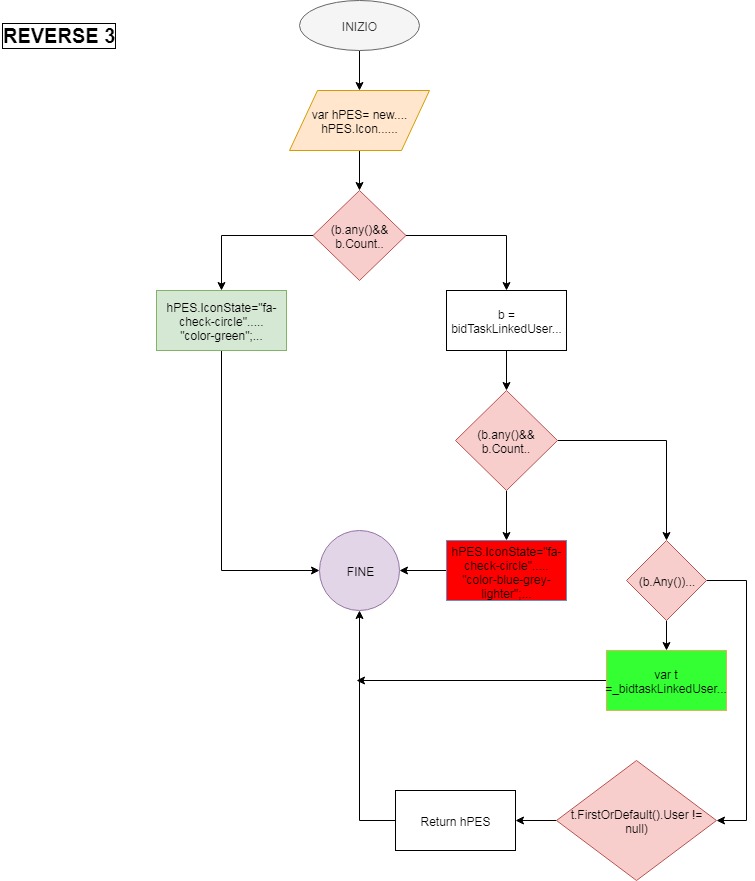 INIZIO
REVERSE 3
var hPES= new....
hPES.Icon......
(b.any()&&
b.Count..
hPES.IconState="fa-
check-circle".....
"color-green";...
b =
bidTaskLinkedUser...
(b.any()&&
b.Count..
hPES.IconState="fa-
check-circle".....
"color-blue-grey-
lighter";
FINE
(b.Any())...
var t
=_bidtaskLinkedUser...
t.FirstOrDefault().User !=
null)
Return hPES